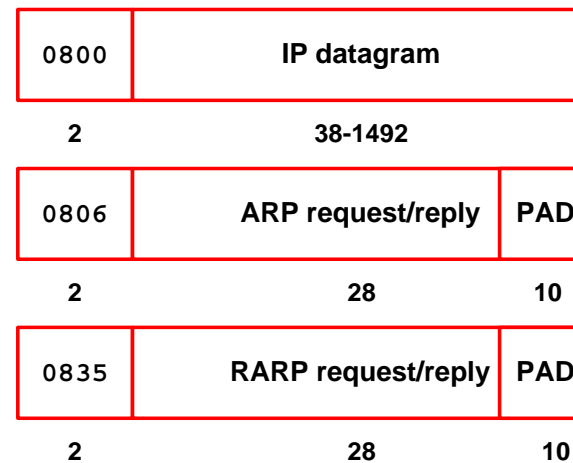 0800 IP datagram
2 38-1492
0806 ARP request/reply PAD
2 28 10
0835 RARP request/reply PAD
2 28 10